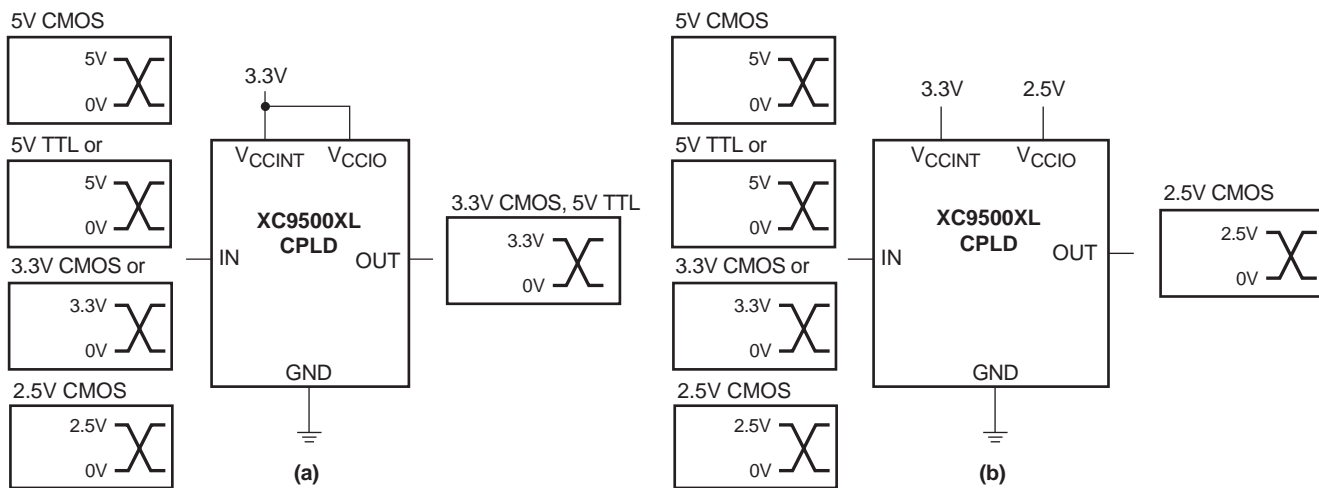 5V CMOS
5V
0V
5V TTL or
5V
0V
3.3V CMOS or
3.3V
0V
2.5V CMOS
2.5V
0V
3.3V
VCCINT VCCIO
XC9500XL
CPLD
IN
OUT
GND
3.3V CMOS, 5V TTL
3.3V
0V
(a)
5V CMOS
5V
0V
5V TTL or
5V
0V
3.3V CMOS or
3.3V
0V
2.5V CMOS
2.5V
0V
3.3V 2.5V
VCCINT VCCIO
XC9500XL
CPLD
IN
OUT
GND
2.5V CMOS
2.5V
0V
(b)